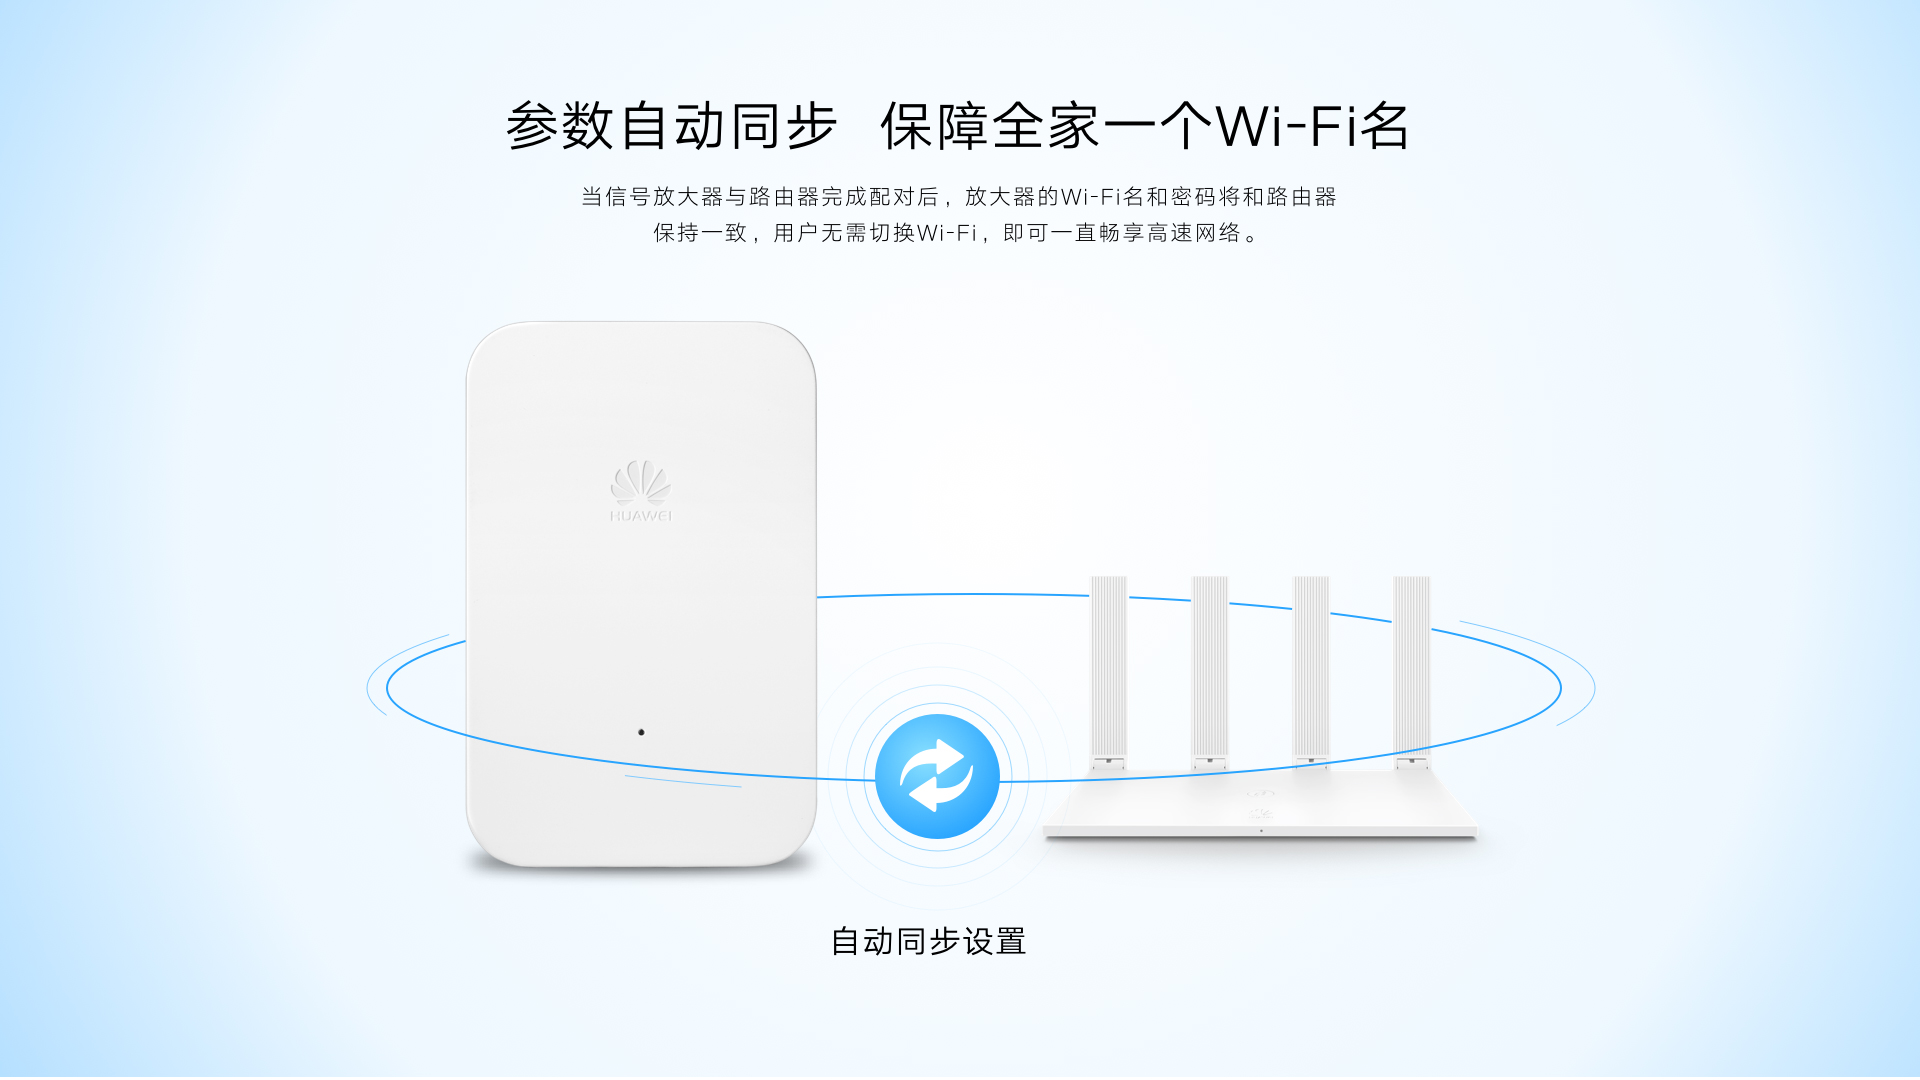 参数自动同步 保障全家一个Wi-Fi名
当信号放大器与路由器完成配对后，放大器的Wi-Fi名和密码将和路由器
保持一致，用户无需切换Wi-Fi，即可一直畅享高速网络。
HUAWEI
自动同步设置